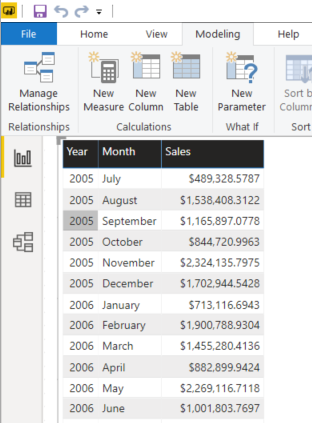 File Home View Modeling Help
Manage Relationships New Measure New Column New Table New Parameter Sort by Column
Relationships Calculations What If Sort
Year Month Sales
2005 July $489,328.5787
2005 August $1,538,408.3122
2005 September $1,165,897.0778
2005 October $844,720.9963
2005 November $2,324,135.7975
2005 December $1,702,944.5428
2006 January $713,116.6943
2006 February $1,900,788.9304
2006 March $1,455,280.4136
2006 April $882,899.9424
2006 May $2,269,116.7118
2006 June $1,001,803.7697